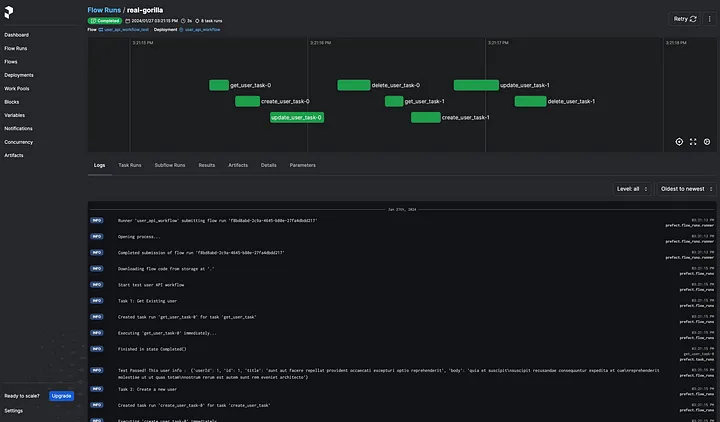 Flow Runs / real-gorilla
Completed 2024/01/27 03:21:15 PM 3s 8 task runs
Flow user_api_workflow_test Deployment user_api_workflow
Retry
Dashboard
Flow Runs
Flows
Deployments
Work Pools
Blocks
Variables
Notifications
Concurrency
Artifacts
Ready to scale? Upgrade
Settings
3:21:15 PM 3:21:16 PM 3:21:17 PM 3:21:18 PM
get_user_task-0 delete_user_task-0 update_user_task-1
create_user_task-0 get_user_task-1 delete_user_task-1
update_user_task-0 create_user_task-1
Logs Task Runs Subflow Runs Results Artifacts Details Parameters
Level: all Oldest to newest
Jan 27th, 2024
INFO Runner 'user_api_workflow' submitting flow run 'f8bd8abd-2c9a-4645-b80e-27fa4dbdd217' 03:21:13 PM
prefect.flow_runs.runner
INFO Opening process... 03:21:13 PM
prefect.flow_runs.runner
INFO Completed submission of flow run 'f8bd8abd-2c9a-4645-b80e-27fa4dbdd217' 03:21:13 PM
prefect.flow_runs.runner
INFO Downloading flow code from storage at '.' 03:21:15 PM
prefect.flow_runs
INFO Start test user API workflow 03:21:15 PM
prefect.flow_runs
INFO Task 1: Get Existing user 03:21:15 PM
prefect.flow_runs
INFO Created task run 'get_user_task-0' for task 'get_user_task' 03:21:15 PM
prefect.flow_runs
INFO Executing 'get_user_task-0' immediately... 03:21:15 PM
prefect.flow_runs
INFO Finished in state Completed() 03:21:15 PM
get_user_task-0
prefect.task_runs
INFO Test Passed! This user info : {'userId': 1, 'id': 1, 'title': 'sunt aut facere repellat provident occaecati excepturi optio reprehenderit', 'body': 'quia et suscipit\nsuscipit recusandae consequuntur expedita et cum\nreprehenderit 03:21:15 PM
molestiae ut ut quas totam\nnostrum rerum est autem sunt rem eveniet architecto'} prefect.flow_runs
INFO Task 2: Create a new user 03:21:15 PM
prefect.flow_runs
INFO Created task run 'create_user_task-0' for task 'create_user_task' 03:21:15 PM
prefect.flow_runs
INFO Executing 'create_user_task-0' immediately 03:21:15 PM